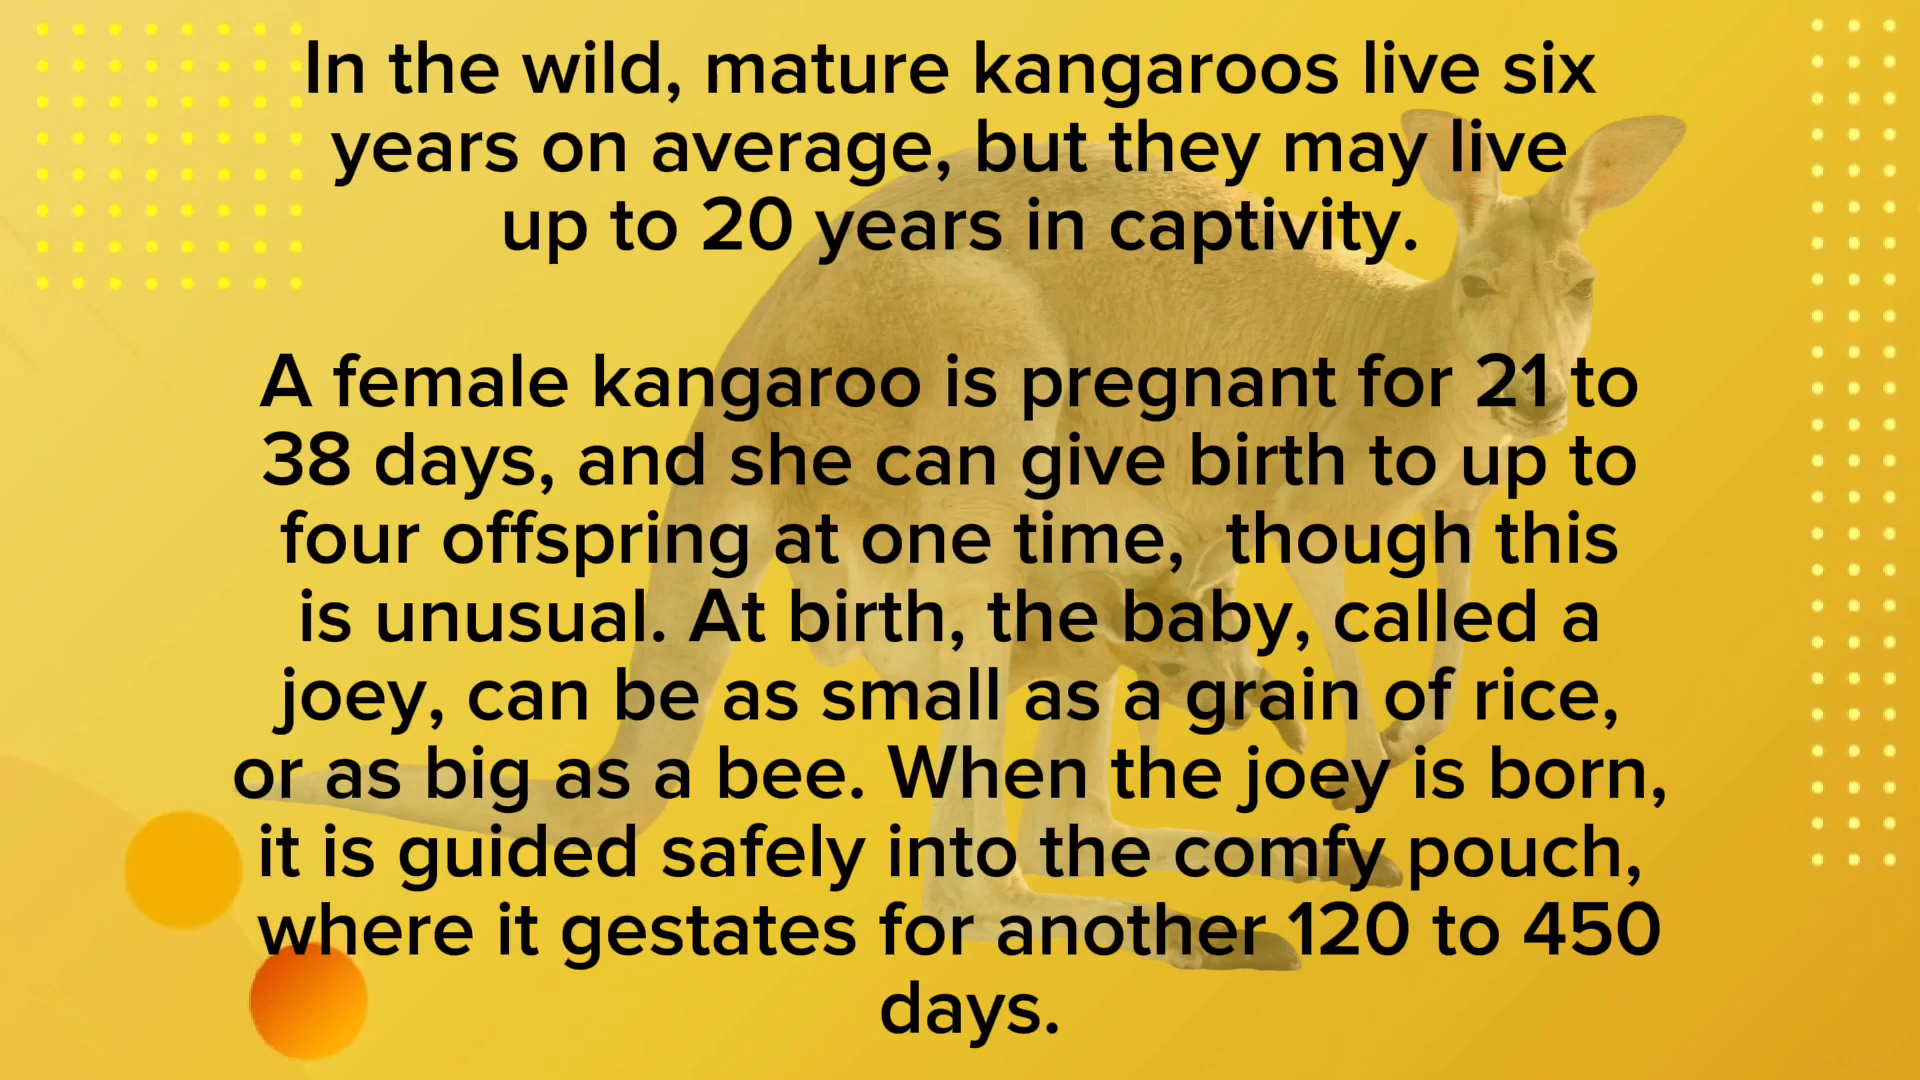 In the wild, mature kangaroos live six
years on average, but they may live
up to 20 years in captivity.
A female kangaroo is pregnant for 21 to
38 days, and she can give birth to up to
four offspring at one time,  though this
is unusual. At birth, the baby, called a
joey, can be as small as a grain of rice,
or as big as a bee. When the joey is born,
it is guided safely into the comfy pouch,
where it gestates for another 120 to 450
days.